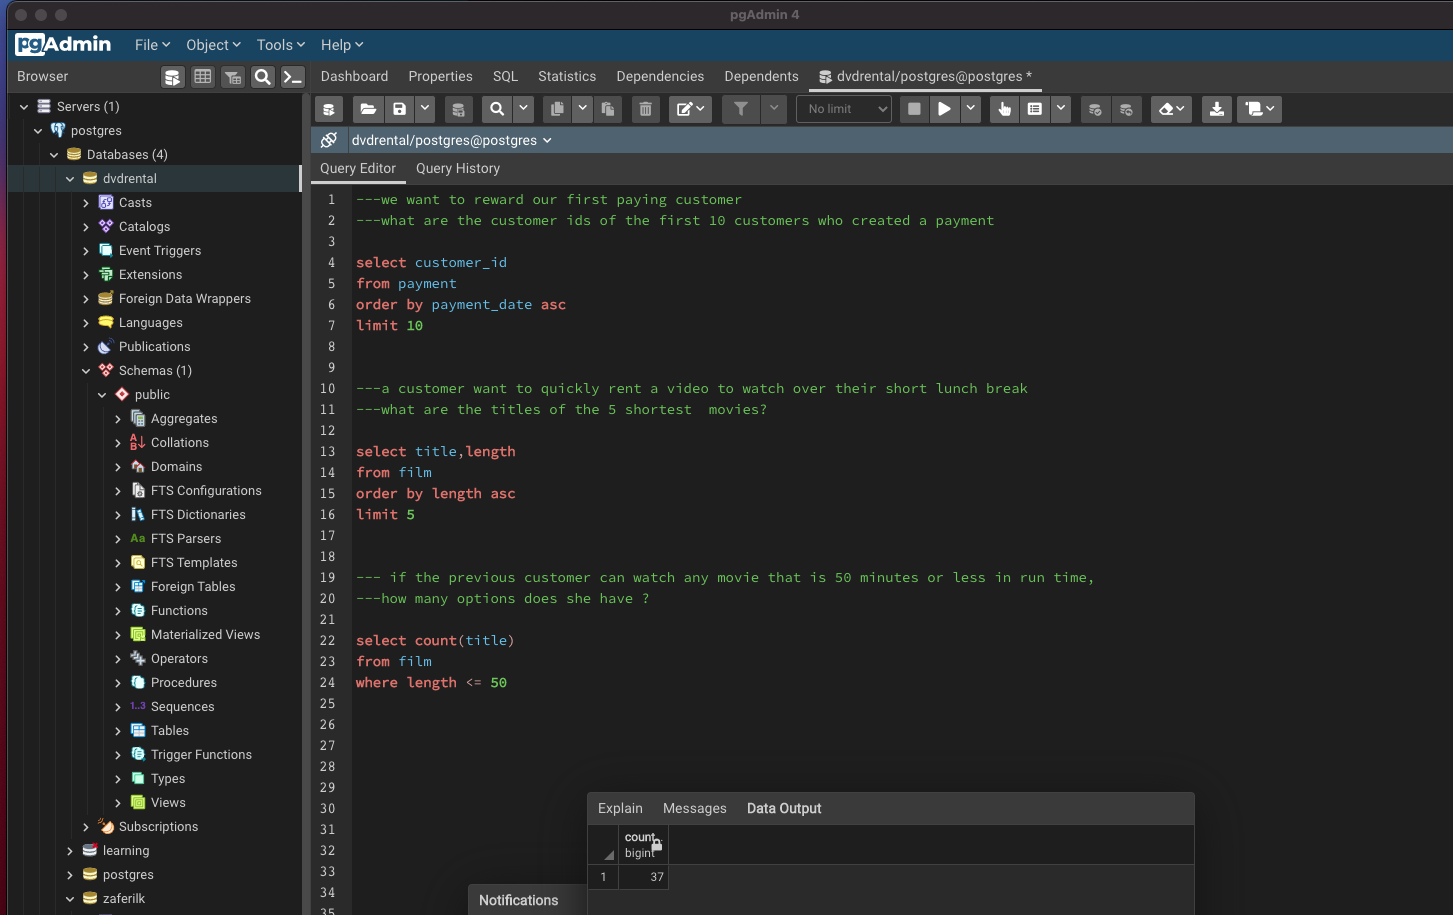 pgAdmin 4
pgAdmin File Object Tools Help
Browser
Dashboard Properties SQL Statistics Dependencies Dependents dvdrental/postgres@postgres *
No limit
dvdrental/postgres@postgres
Query Editor Query History
Servers (1)
postgres
Databases (4)
dvdrental
Casts
Catalogs
Event Triggers
Extensions
Foreign Data Wrappers
Languages
Publications
Schemas (1)
public
Aggregates
Collations
Domains
FTS Configurations
FTS Dictionaries
Aa FTS Parsers
FTS Templates
Foreign Tables
Functions
Materialized Views
Operators
Procedures
1..3 Sequences
Tables
Trigger Functions
Types
Views
Subscriptions
learning
postgres
zaferilk
1 ---we want to reward our first paying customer
2 ---what are the customer ids of the first 10 customers who created a payment
3
4 select customer_id
5 from payment
6 order by payment_date asc
7 limit 10
8
9
10 ---a customer want to quickly rent a video to watch over their short lunch break
11 ---what are the titles of the 5 shortest  movies?
12
13 select title,length
14 from film
15 order by length asc
16 limit 5
17
18
19 --- if the previous customer can watch any movie that is 50 minutes or less in run time,
20 ---how many options does she have ?
21
22 select count(title)
23 from film
24 where length <= 50
25
26
27
28
29
30
31
32
33
34
35
Explain Messages Data Output
count
bigint
1 37
Notifications